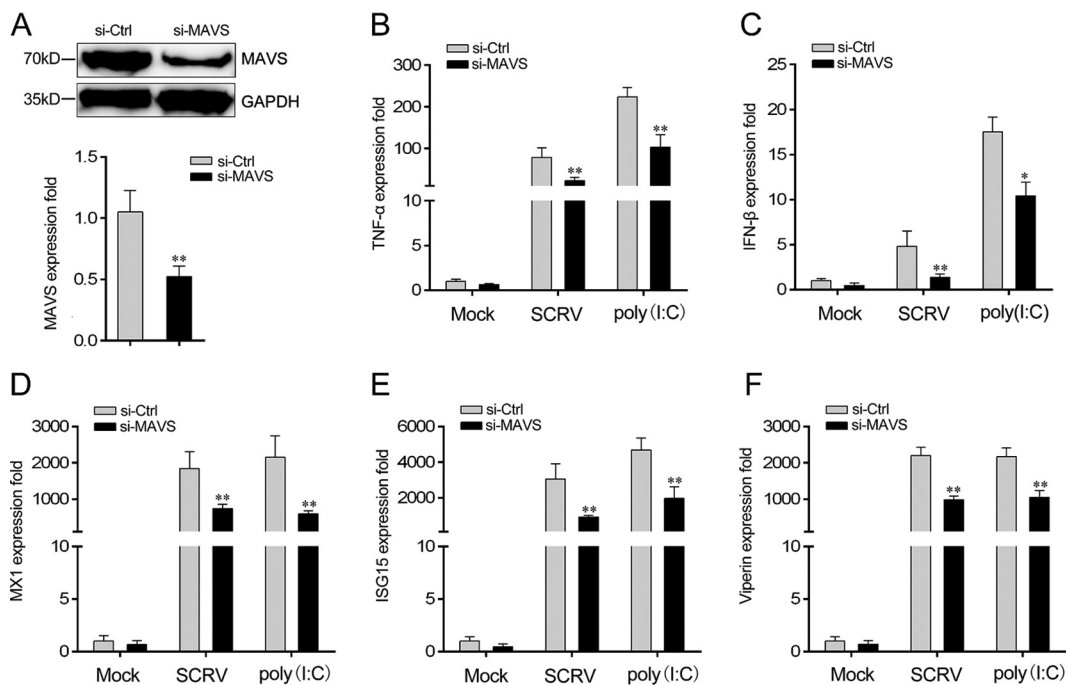 A
si-Ctrl si-MAVS
70kD MAVS
35kD GAPDH
si-Ctrl
si-MAVS
MAVS expression fold
1.5
1.0
0.5
0.0
**
B
si-Ctrl
si-MAVS
TNF-α expression fold
300
200
100
10
5
0
**
**
Mock SCRV poly(I:C)
C
si-Ctrl
si-MAVS
IFN-β expression fold
25
20
15
10
5
0
**
*
Mock SCRV poly(I:C)
D
si-Ctrl
si-MAVS
MX1 expression fold
3000
2000
1000
10
5
0
**
**
Mock SCRV poly(I:C)
E
si-Ctrl
si-MAVS
ISG15 expression fold
6000
4000
2000
10
5
0
**
**
Mock SCRV poly(I:C)
F
si-Ctrl
si-MAVS
Viperin expression fold
3000
2000
1000
10
5
0
**
**
Mock SCRV poly(I:C)